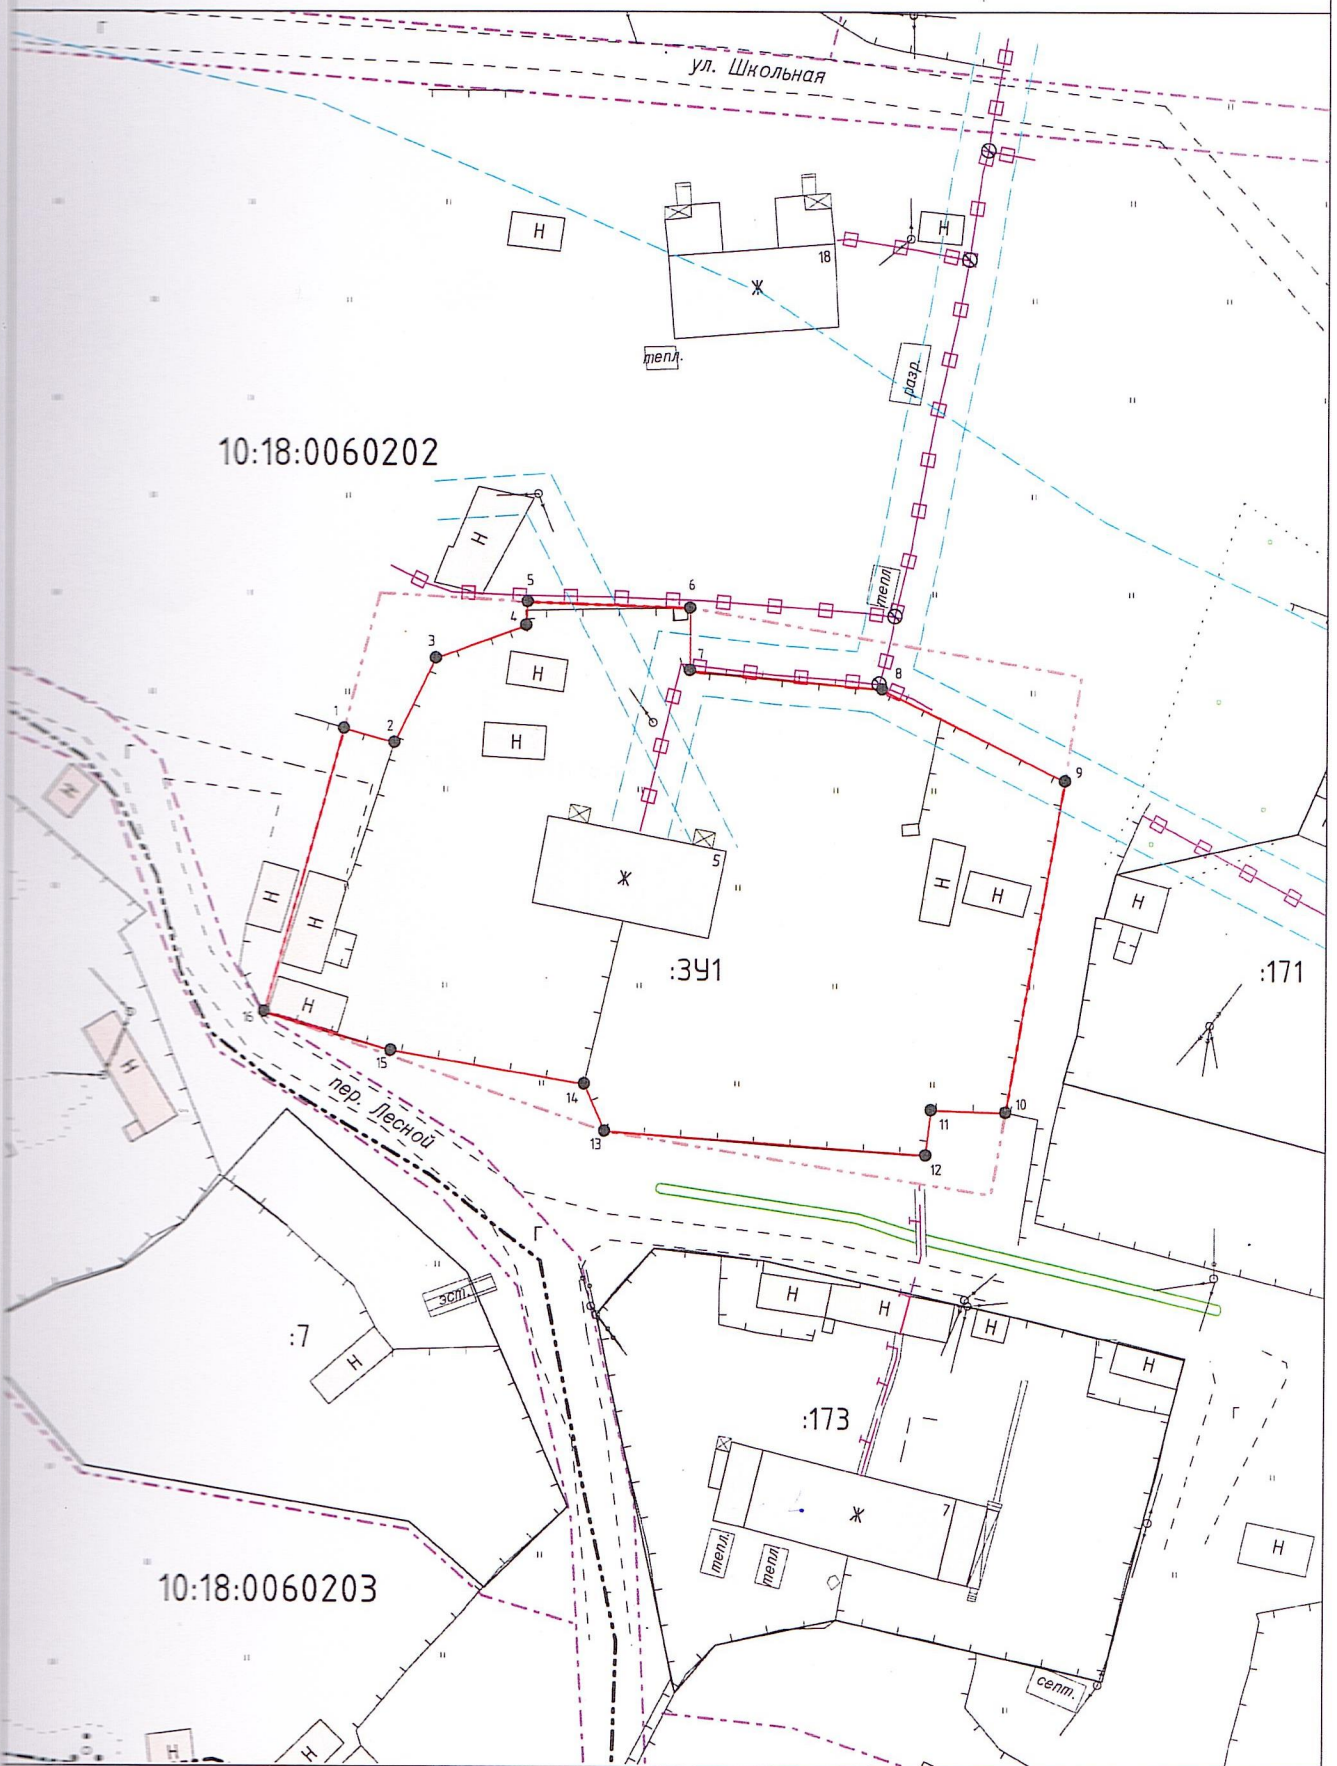 Г
ул. Школьная
Н
Н
18
Ж
тепл.
разр.
10:18:0060202
Н
тепл
5
6
4
3
Н
7
8
1
2
Н
9
Г
Н
5
Ж
Н
Н
Н
Н
Н
:ЗУ1
:171
Н
16
15
Н
пер. Лесной
14
13
11
10
12
Г
эст.
Н
Н
Н
Н
:7
Н
:173
Г
Ж
7
Н
тепл.
тепл
10:18:0060203
септ.
Н
Н